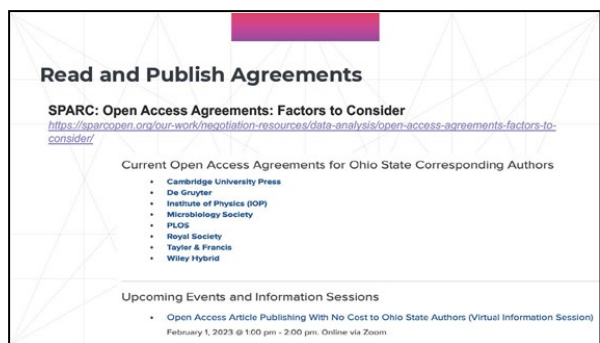 Read and Publish Agreements
SPARC: Open Access Agreements: Factors to Consider
https://sparcopen.org/our-work/negotiation-resources/data-analysis/open-access-agreements-factors-to-
consider/
Current Open Access Agreements for Ohio State Corresponding Authors
• Cambridge University Press
• De Gruyter
• Institute of Physics (IOP)
• Microbiology Society
• PLOS
• Royal Society
• Tayler & Francis
• Wiley Hybrid
Upcoming Events and Information Sessions
• Open Access Article Publishing With No Cost to Ohio State Authors (Virtual Information Session)
February 1, 2023 @ 1:00 pm - 2:00 pm. Online via Zoom